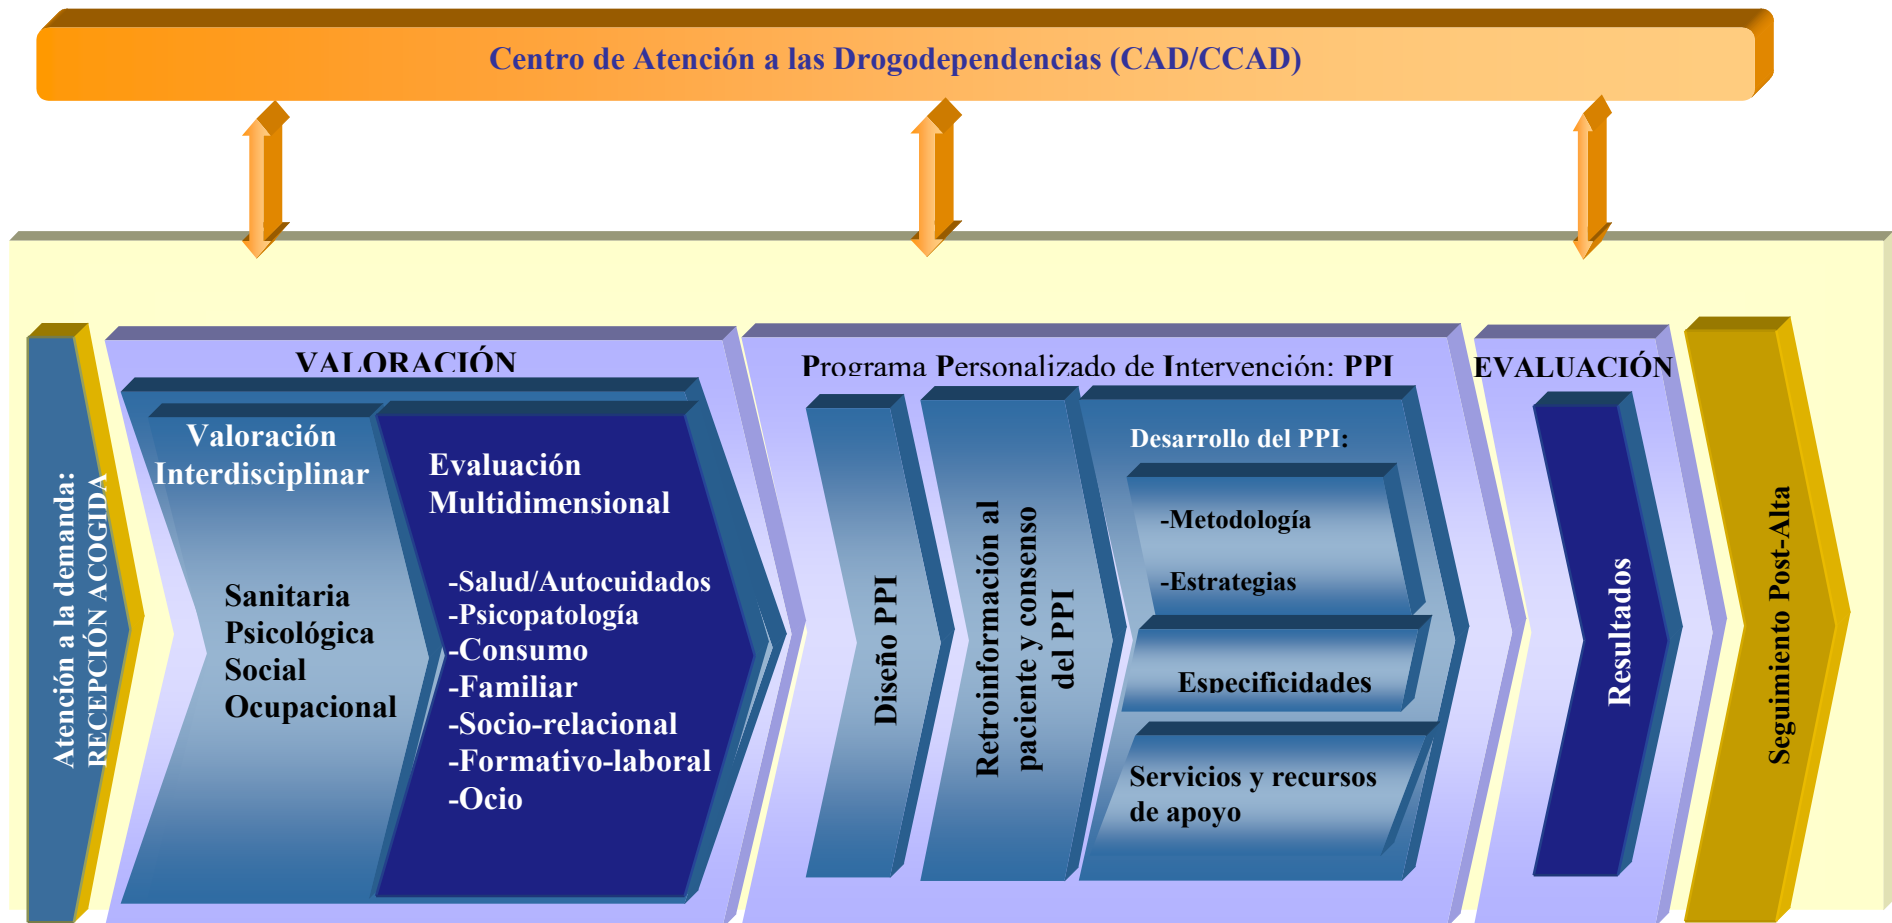 Centro de Atención a las Drogodependencias (CAD/CCAD)
Atención a la demanda:
RECEPCIÓN ACOGIDA
VALORACIÓN
Valoración
Interdisciplinar
Sanitaria
Psicológica
Social
Ocupacional
Evaluación
Multidimensional
-Salud/Autocuidados
-Psicopatología
-Consumo
-Familiar
-Socio-relacional
-Formativo-laboral
-Ocio
Programa Personalizado de Intervención: PPI
Diseño PPI
Retroinformación al
paciente y consenso
del PPI
Desarrollo del PPI:
-Metodología
-Estrategias
Especificidades
Servicios y recursos
de apoyo
EVALUACIÓN
Resultados
Seguimiento Post-Alta